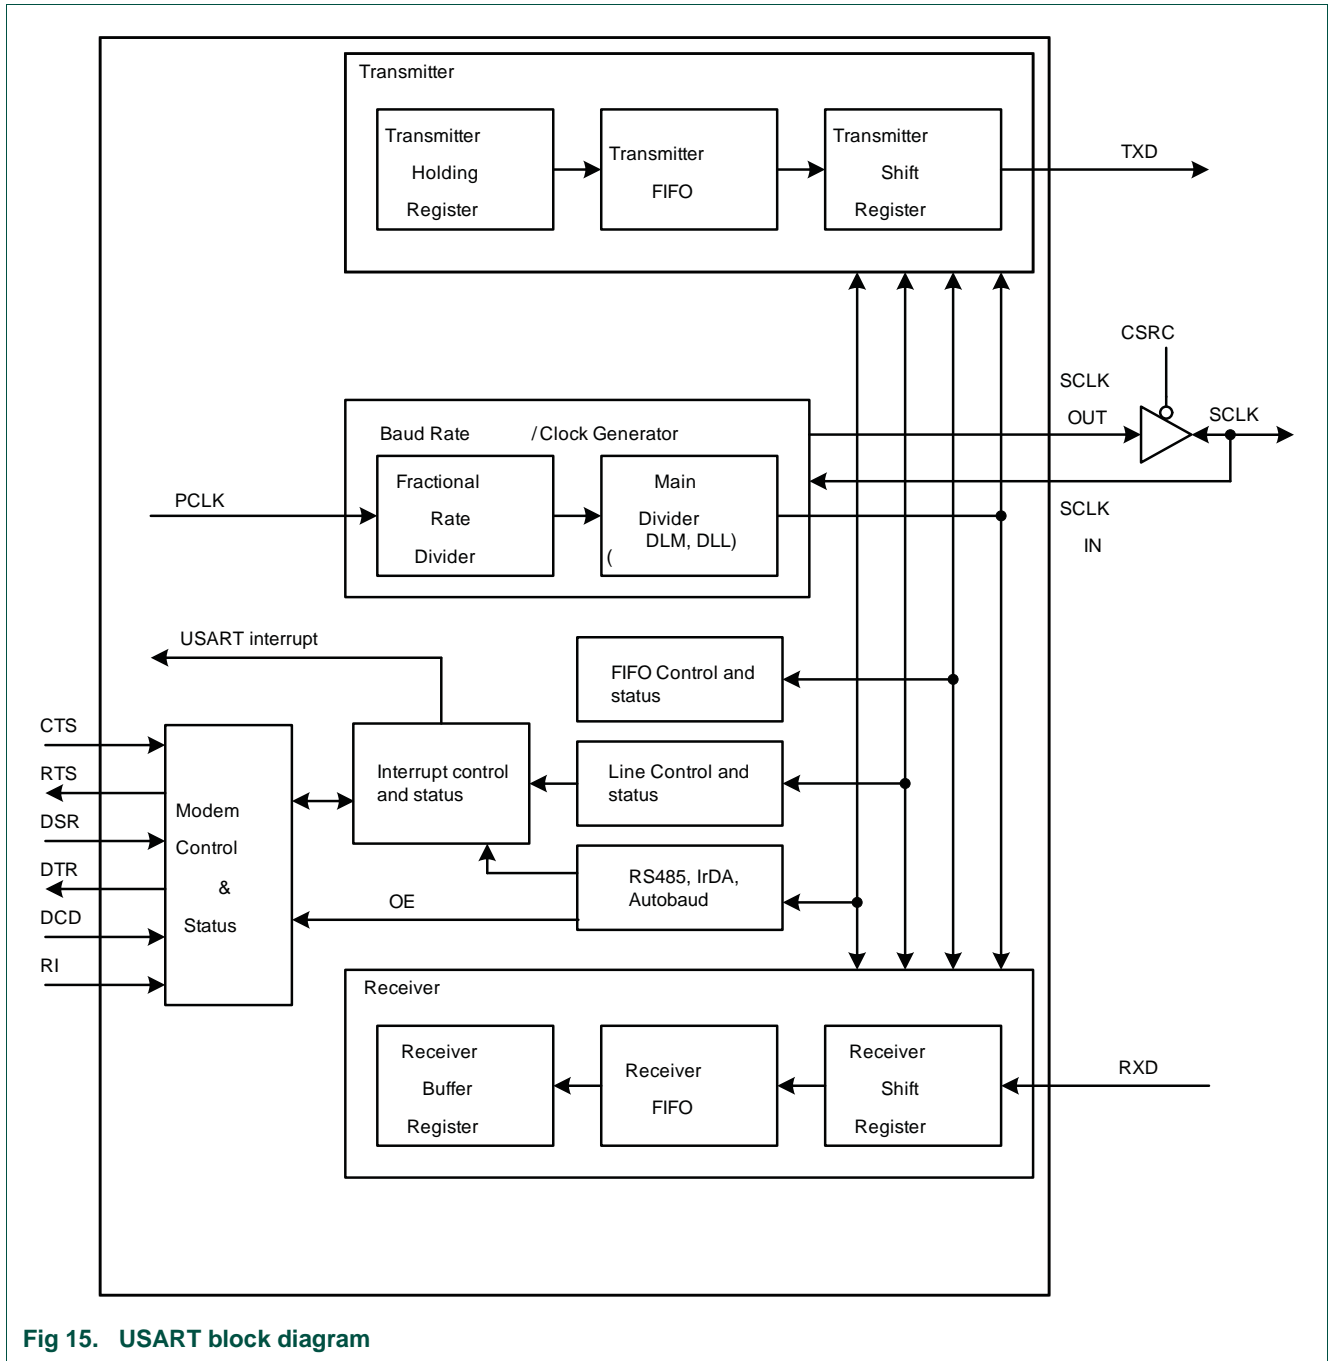 Transmitter
Transmitter
Holding
Register
Transmitter
FIFO
Transmitter
Shift
Register
TXD
CSRC
SCLK
OUT
SCLK
Baud Rate /Clock Generator
Fractional
Rate
Divider
Main
Divider
DLM, DLL)
(
PCLK
SCLK
IN
USART interrupt
FIFO Control and
status
CTS
RTS
DSR
DTR
DCD
RI
Modem
Control
&
Status
Interrupt control
and status
Line Control and
status
RS485, IrDA,
Autobaud
OE
Receiver
Receiver
Buffer
Register
Receiver
FIFO
Receiver
Shift
Register
RXD
Fig 15. USART block diagram